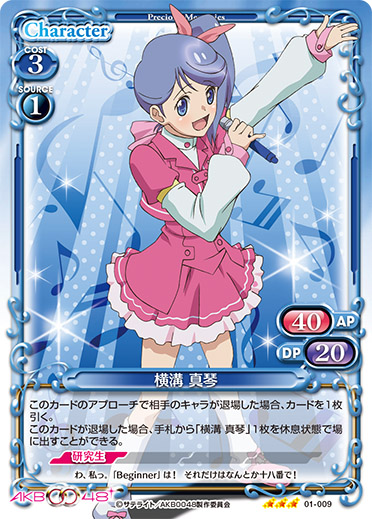 Precious Memories
Character
COST
3
SOURCE
1
40 AP
DP 20
横溝 真琴
このカードのアプローチで相手のキャラが退場した場合、カードを1枚
引く。
このカードが退場した場合、手札から「横溝 真琴」1枚を休息状態で場
に出すことができる。
研究生
わ、私っ。「Beginner」は! それだけはなんとか十八番で!
AKB0048
©サテライト/AKB0048製作委員会
01-009